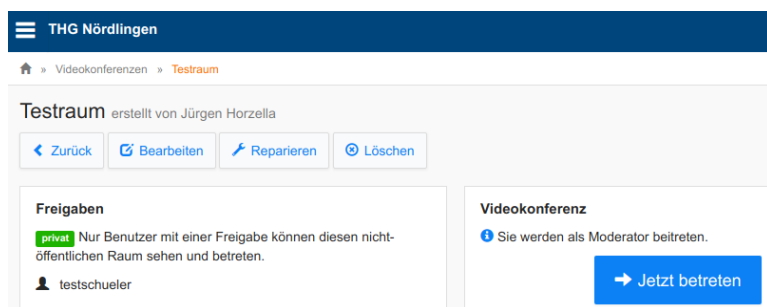 THG Nördlingen
» Videokonferenzen » Testraum
Testraum erstellt von Jürgen Horzella
Zurück Bearbeiten Reparieren Löschen
Freigaben
privat Nur Benutzer mit einer Freigabe können diesen nicht-
öffentlichen Raum sehen und betreten.
testschueler
Videokonferenz
Sie werden als Moderator beitreten.
Jetzt betreten